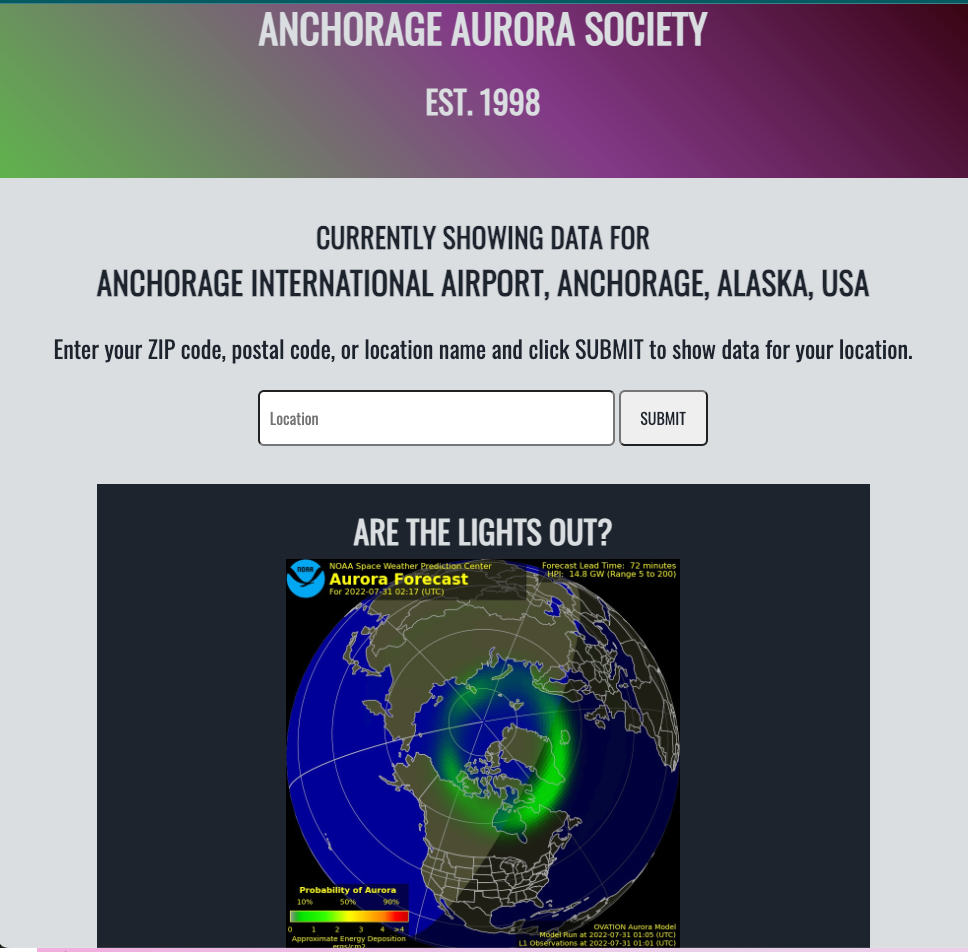 ANCHORAGE AURORA SOCIETY
EST. 1998
CURRENTLY SHOWING DATA FOR
ANCHORAGE INTERNATIONAL AIRPORT, ANCHORAGE, ALASKA, USA
Enter your ZIP code, postal code, or location name and click SUBMIT to show data for your location.
Location
SUBMIT
ARE THE LIGHTS OUT?
NOAA
NOAA Space Weather Prediction Center
Aurora Forecast
For 2022-07-31 02:17 (UTC)
Forecast Lead Time: 72 minutes
HPI: 14.8 GW (Range 5 to 200)
Probability of Aurora
10% 50% 90%
0 1 2 3 4 >4
Approximate Energy Deposition
ergs/cm2
OVATION Aurora Model
Model Run at 2022-07-31 01:05 (UTC)
L1 Observations at 2022-07-31 01:01 (UTC)